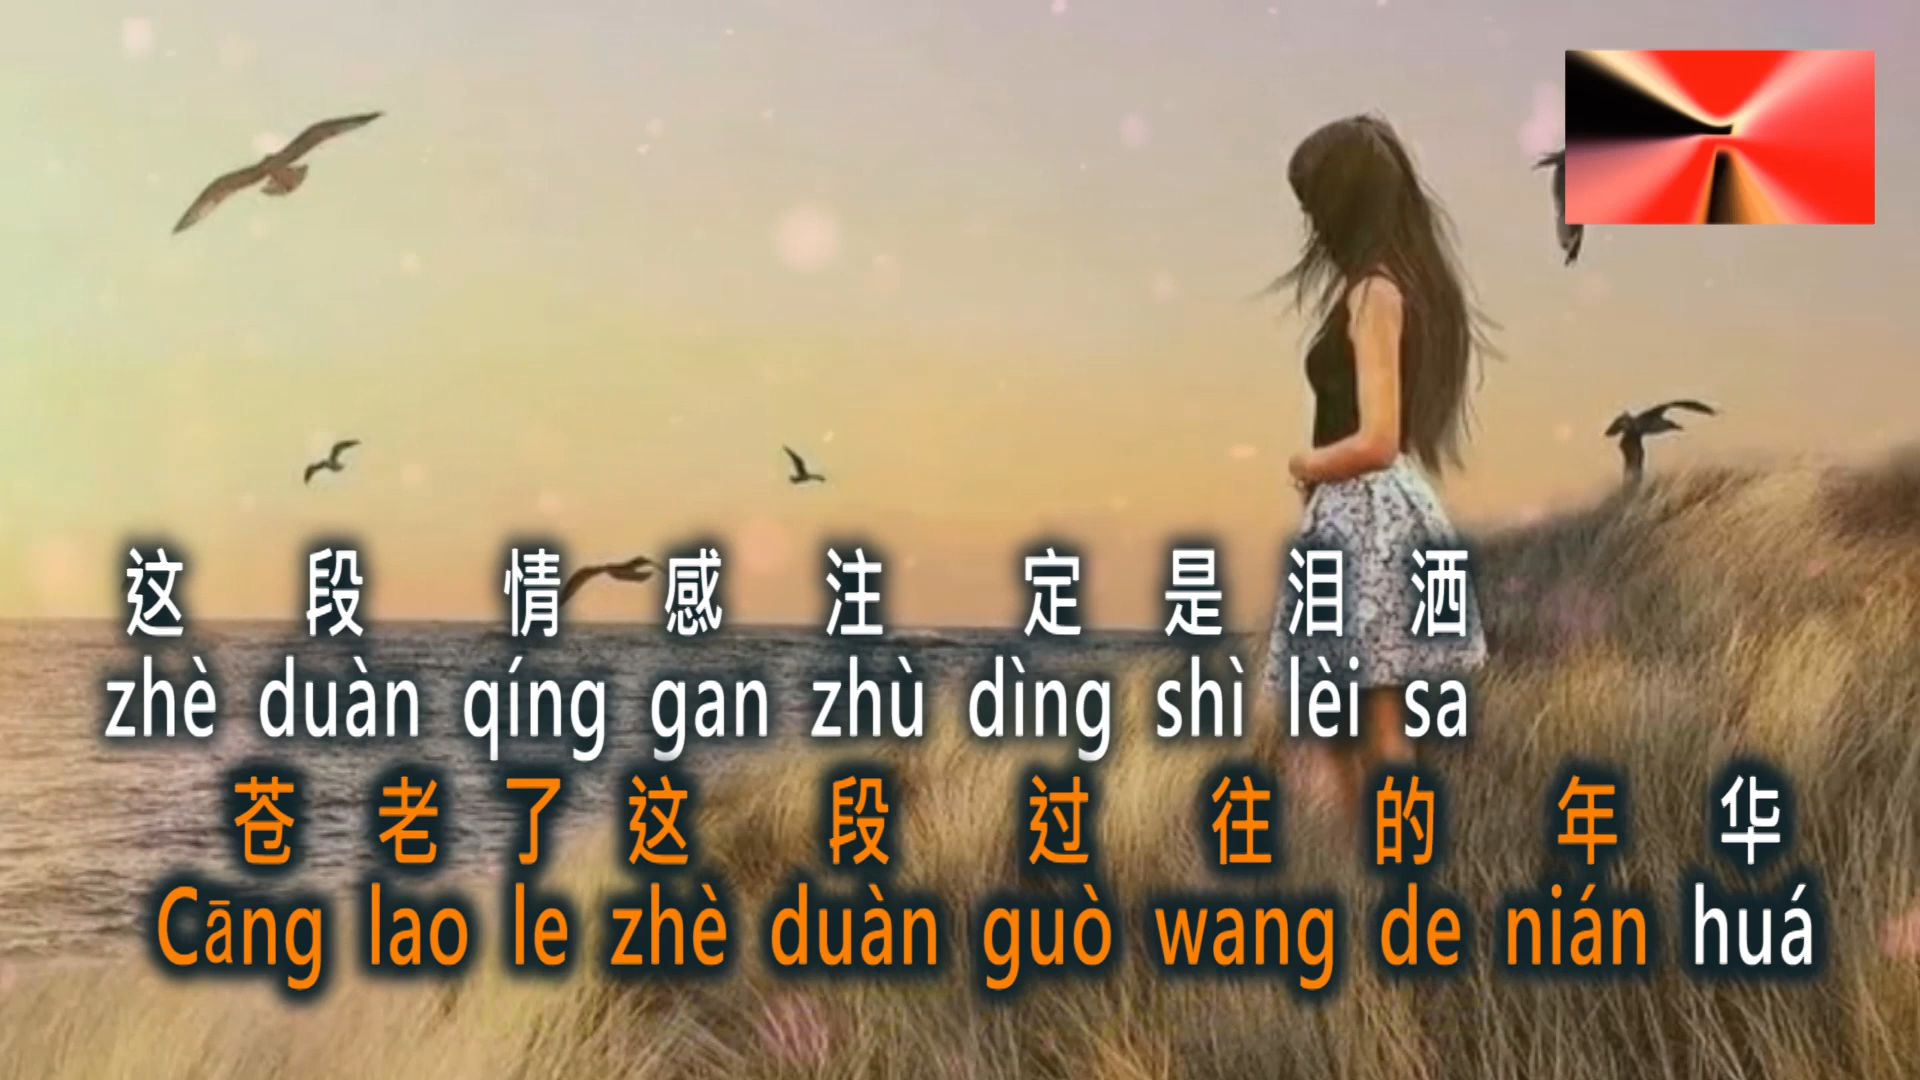 这 段 情 感 注 定 是 泪 洒
zhè duàn qíng gan zhù dìng shì lèi sa
苍 老 了 这 段 过 往 的 年 华
Cāng lao le zhè duàn guò wang de nián huá